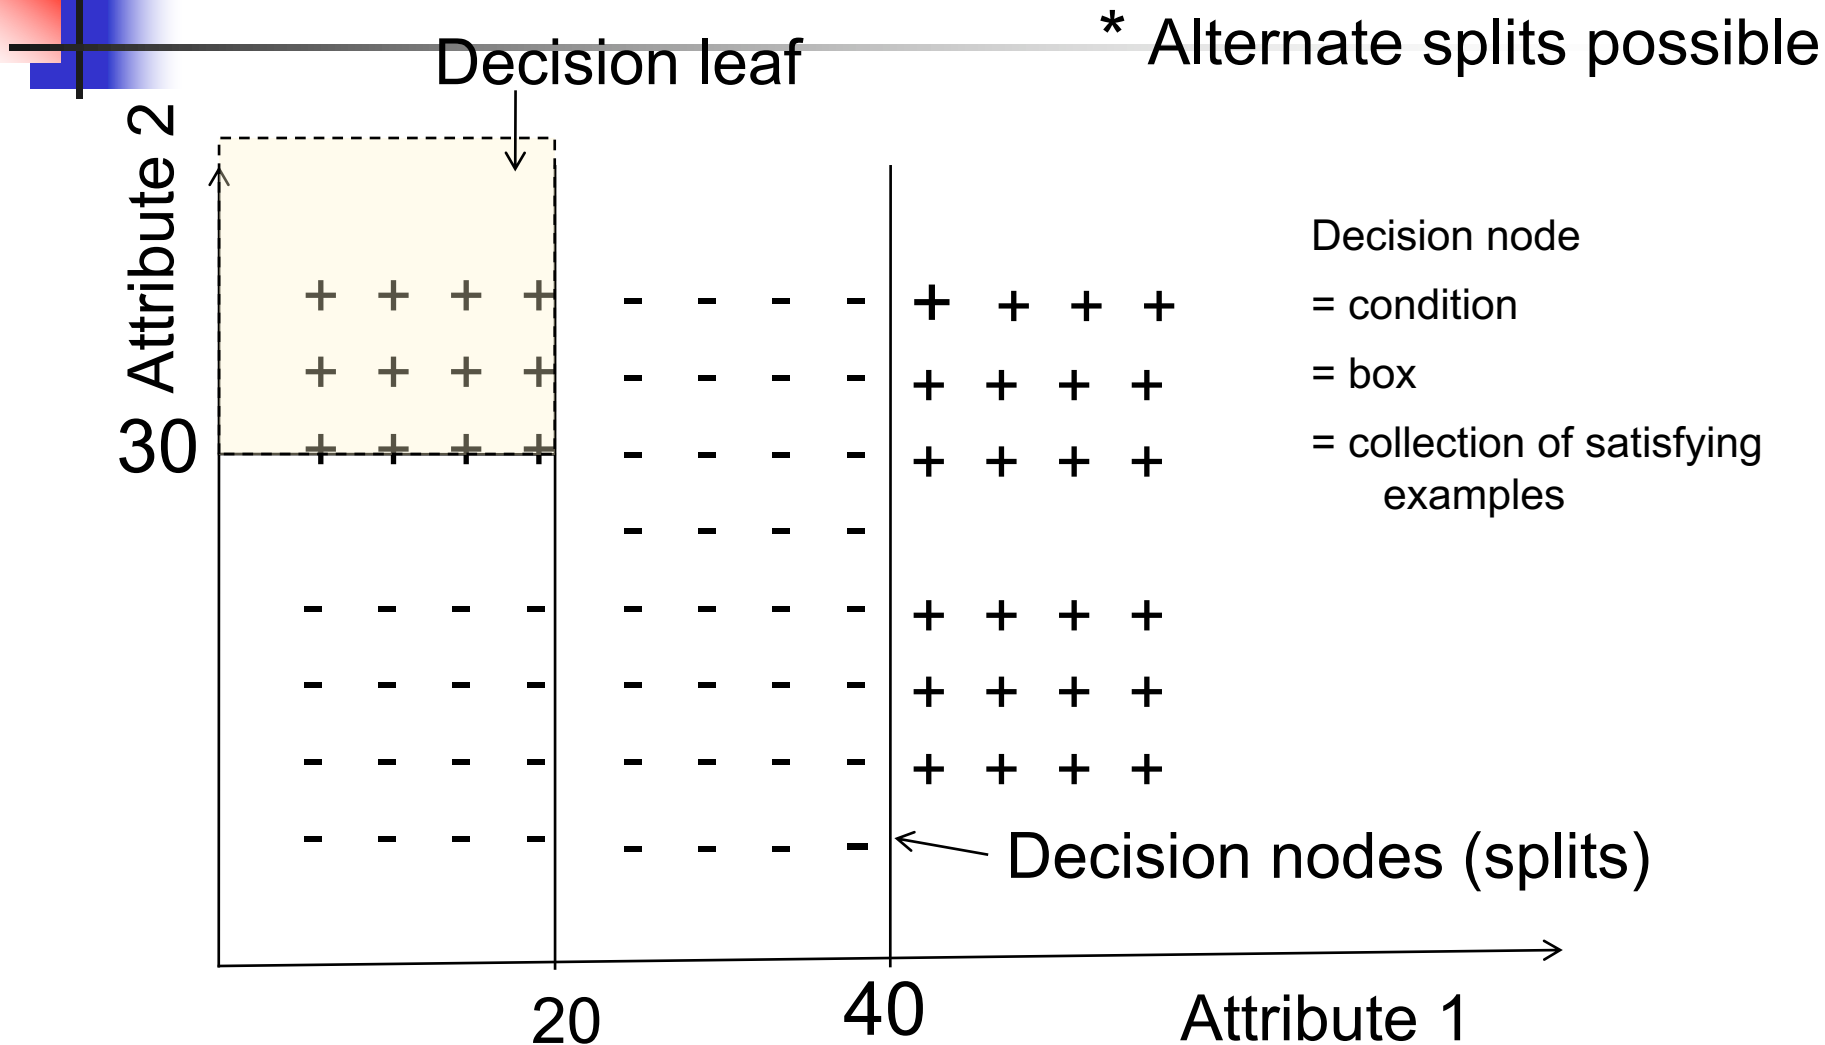 * Alternate splits possible
Decision leaf
Attribute 2
Decision node
= condition
= box
= collection of satisfying
examples
+ + + + - - - - + + + +
+ + + + - - - - + + + +
30
+ + + + - - - - + + + +
- - - -
- - - - - - - - + + + +
- - - - - - - - + + + +
- - - - - - - - + + + +
- - - - - - - -
Decision nodes (splits)
20
40
Attribute 1